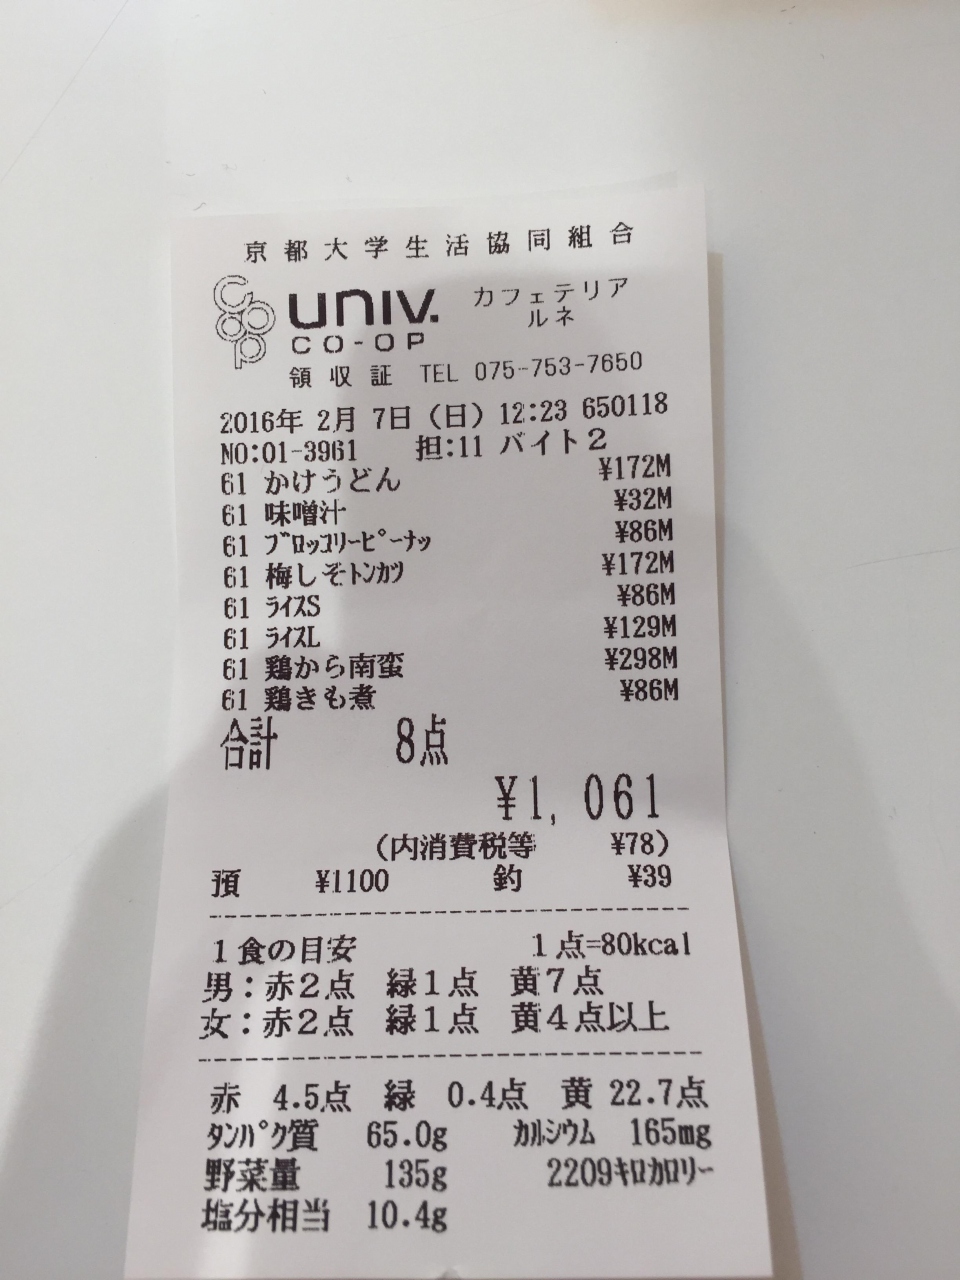 京都大学生活協同組合
coop univ. カフェテリア
CO-OP ルネ
領収証 TEL 075-753-7650
2016年 2月 7日（日）12:23 650118
NO:01-3961 担:11 バイト2
61 かけうどん ¥172M
61 味噌汁 ¥32M
61 ﾌﾞﾛｯｺﾘｰﾋﾟｰﾅｯ ¥86M
61 梅しそﾄﾝｶﾂ ¥172M
61 ﾗｲｽS ¥86M
61 ﾗｲｽL ¥129M
61 鶏から南蛮 ¥298M
61 鶏きも煮 ¥86M
合計 8点
¥1,061
(内消費税等 ¥78)
預 ¥1100 釣 ¥39
1食の目安 1点=80kcal
男：赤2点 緑1点 黄7点
女：赤2点 緑1点 黄4点以上
赤 4.5点 緑 0.4点 黄 22.7点
ﾀﾝﾊﾟｸ質 65.0g ｶﾙｼｳﾑ 165mg
野菜量 135g 2209ｷﾛｶﾛﾘｰ
塩分相当 10.4g